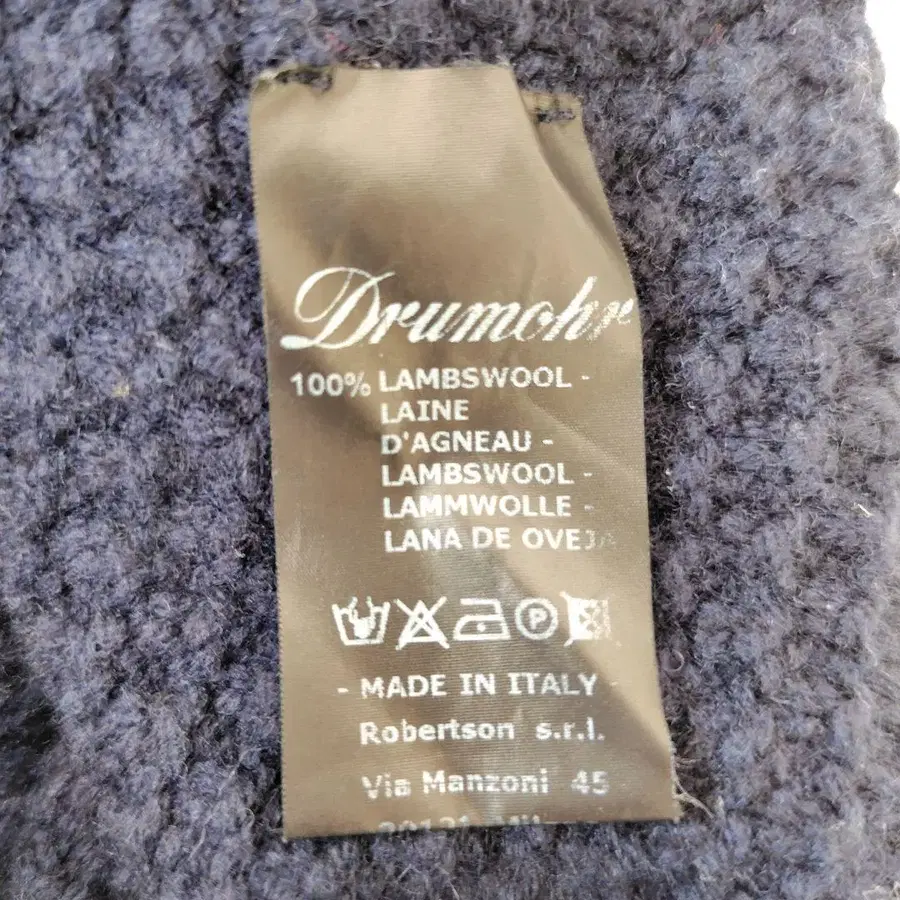 Drumohr
100% LAMBSWOOL -
LAINE
D'AGNEAU -
LAMBSWOOL -
LAMMWOLLE -
LANA DE OVEJA
P
- MADE IN ITALY -
Robertson s.r.l.
Via Manzoni 45